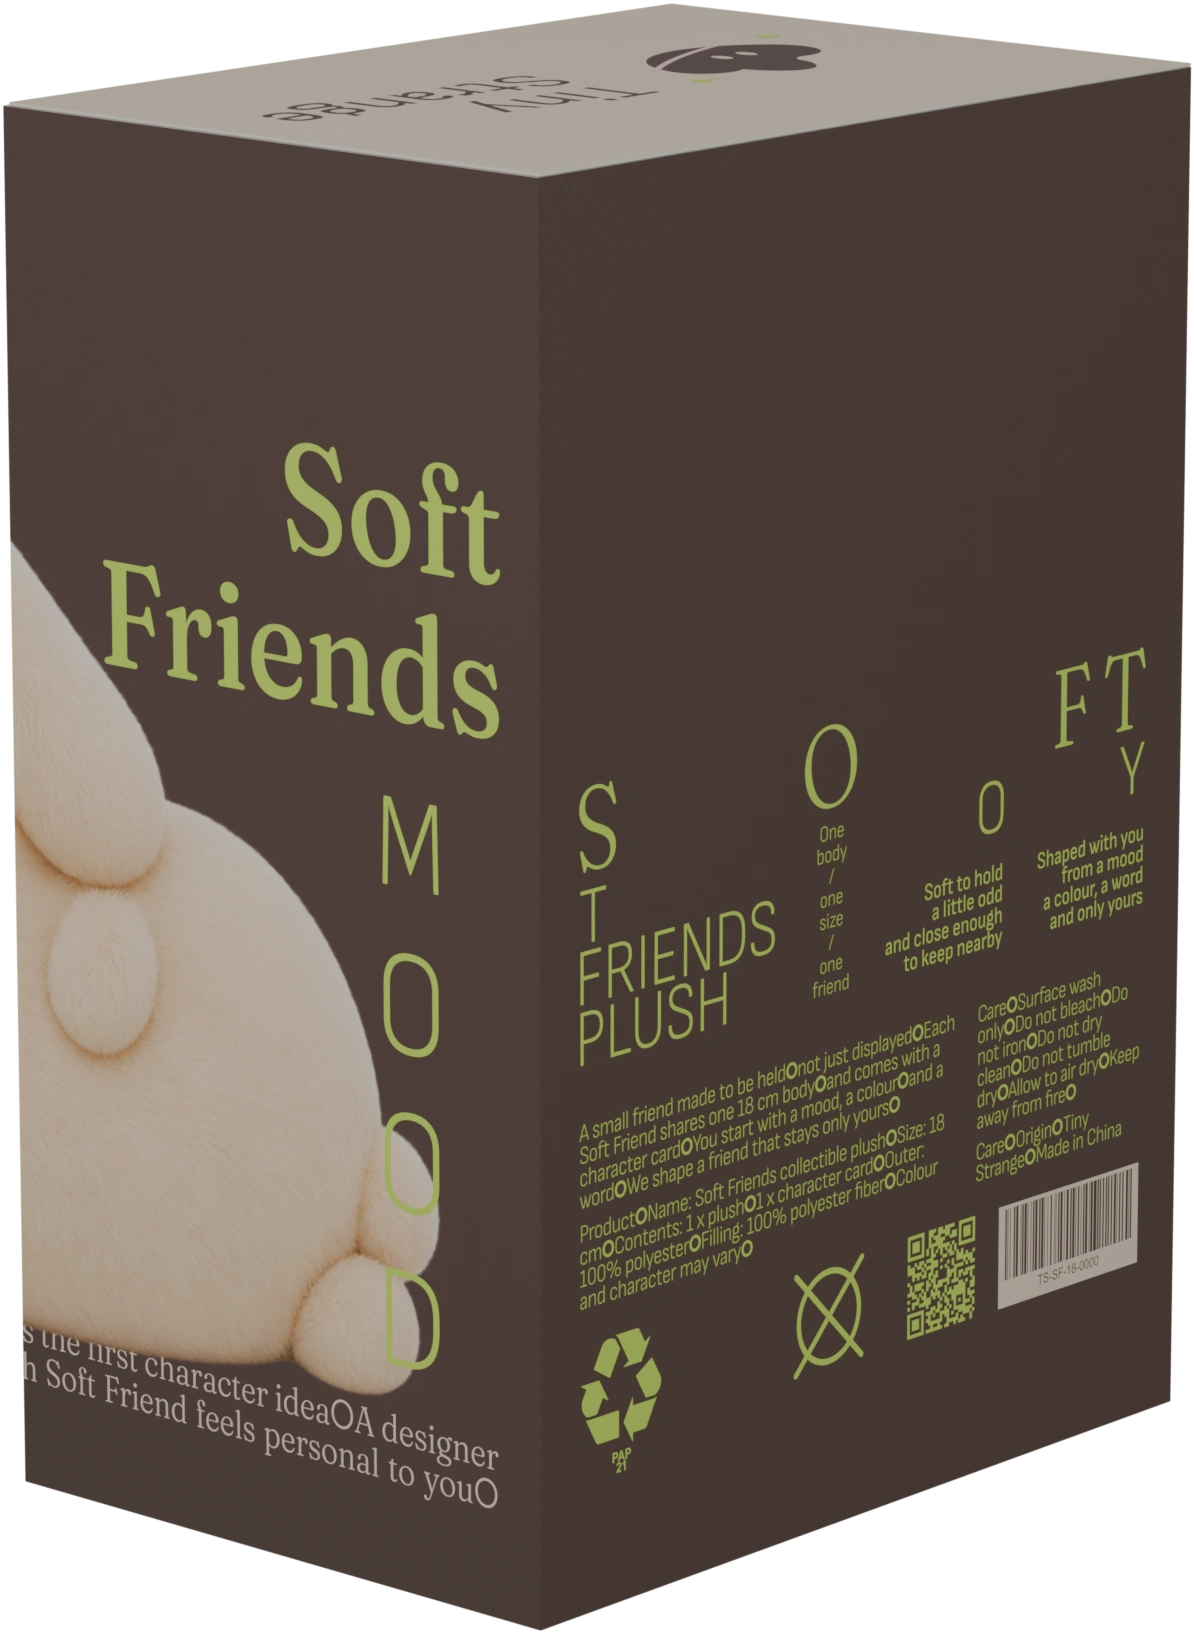 Tiny
Strange
Soft
Friends
M
O
O
D
s the first character ideaOA designer
h Soft Friend feels personal to youO
S
O
FT
T
O
Y
FRIENDS
PLUSH
One
body
/
one
size
/
one
friend
Soft to hold
a little odd
and close enough
to keep nearby
Shaped with you
from a mood
a colour, a word
and only yours
A small friend made to be heldOnot just displayedOEach
Soft Friend shares one 18 cm bodyOand comes with a
character cardOYou start with a mood, a colourOand a
wordOWe shape a friend that stays only yoursO
ProductOName: Soft Friends collectible plushOSize: 18
cmOContents: 1 x plushO1 x character cardOOuter:
100% polyesterOFilling: 100% polyester fiberOColour
and character may varyO
CareOSurface wash
onlyODo not bleachODo
not ironODo not dry
cleanODo not tumble
dryOAllow to air dryOKeep
away from fireO
CareOOriginOTiny
StrangeOMade in China
TS-SF-18-0000
PAP
21